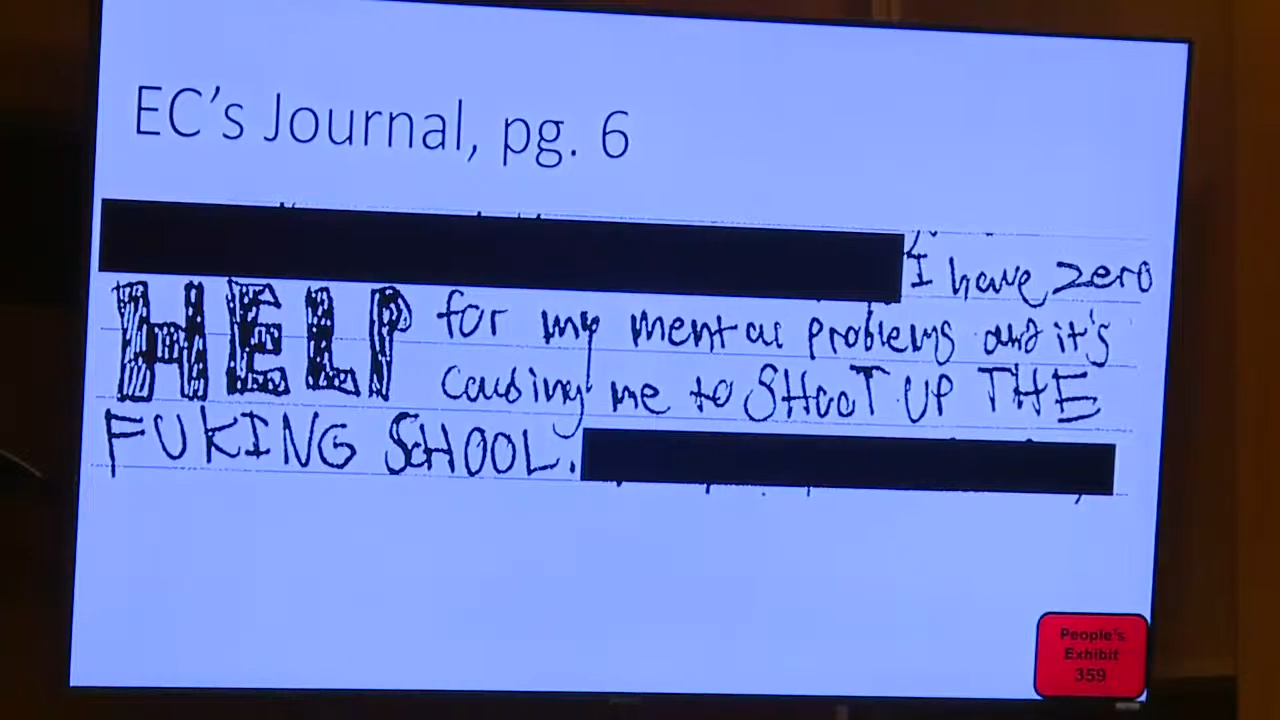 EC's Journal, pg. 6
I have zero
HELP for my mental problems and it's
causing me to SHOOT UP THE
FUKING SCHOOL.
People's
Exhibit
359